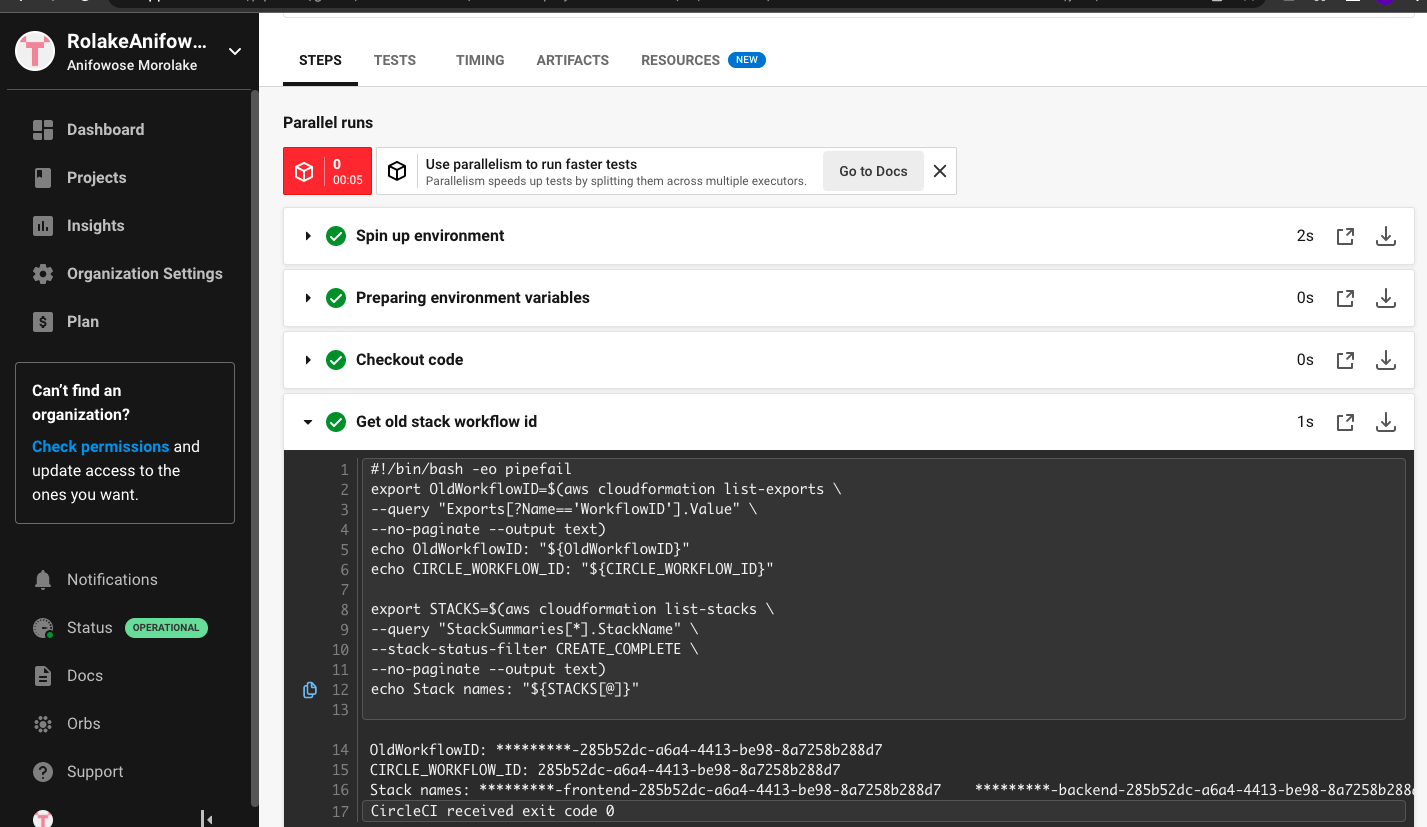 RolakeAnifow...
Anifowose Morolake
Dashboard
Projects
Insights
Organization Settings
Plan
Can't find an
organization?
Check permissions and
update access to the
ones you want.
Notifications
Status OPERATIONAL
Docs
Orbs
Support
STEPS TESTS TIMING ARTIFACTS RESOURCES NEW
Parallel runs
0
00:05
Use parallelism to run faster tests
Parallelism speeds up tests by splitting them across multiple executors.
Go to Docs
Spin up environment 2s
Preparing environment variables 0s
Checkout code 0s
Get old stack workflow id 1s
1 #!/bin/bash -eo pipefail
2 export OldWorkflowID=$(aws cloudformation list-exports \
3 --query "Exports[?Name=='WorkflowID'].Value" \
4 --no-paginate --output text)
5 echo OldWorkflowID: "${OldWorkflowID}"
6 echo CIRCLE_WORKFLOW_ID: "${CIRCLE_WORKFLOW_ID}"
7
8 export STACKS=$(aws cloudformation list-stacks \
9 --query "StackSummaries[*].StackName" \
10 --stack-status-filter CREATE_COMPLETE \
11 --no-paginate --output text)
12 echo Stack names: "${STACKS[@]}"
13
14 OldWorkflowID: *********-285b52dc-a6a4-4413-be98-8a7258b288d7
15 CIRCLE_WORKFLOW_ID: 285b52dc-a6a4-4413-be98-8a7258b288d7
16 Stack names: *********-frontend-285b52dc-a6a4-4413-be98-8a7258b288d7 *********-backend-285b52dc-a6a4-4413-be98-8a7258b288d
17 CircleCI received exit code 0